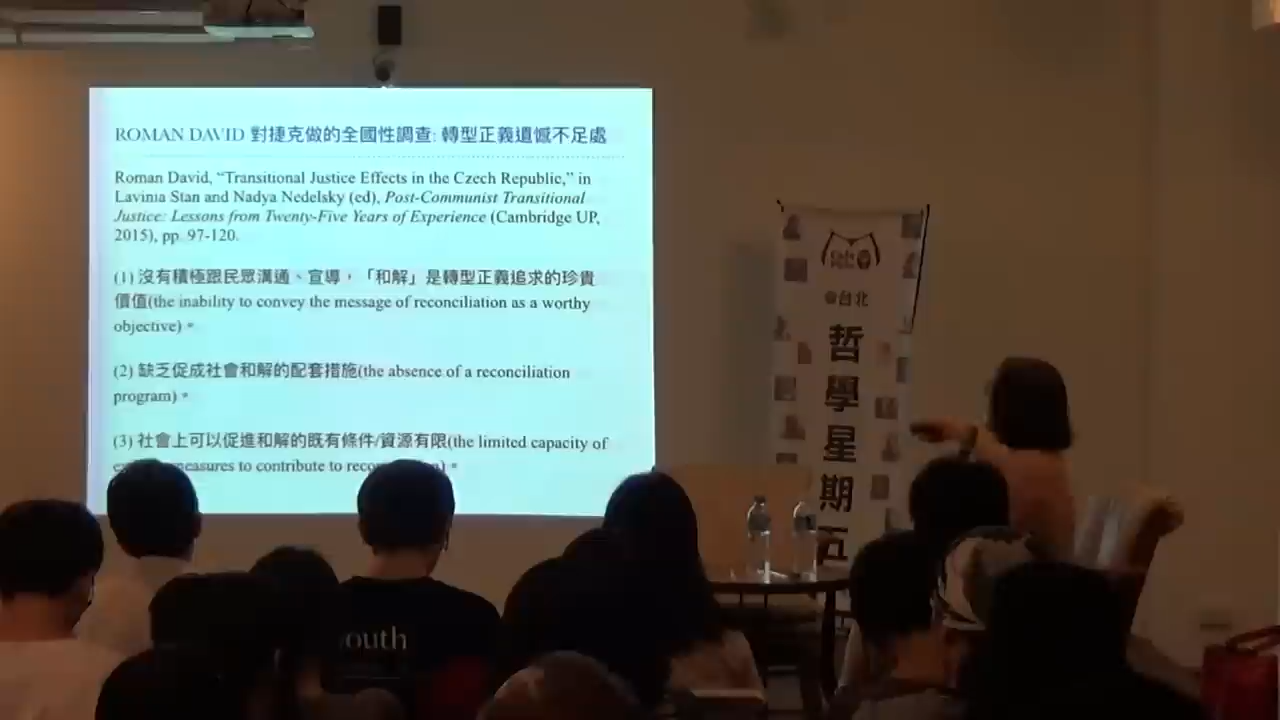 ROMAN DAVID 對捷克做的全國性調查: 轉型正義遺憾不足處
Roman David, “Transitional Justice Effects in the Czech Republic,” in
Lavinia Stan and Nadya Nedelsky (ed), Post-Communist Transitional
Justice: Lessons from Twenty-Five Years of Experience (Cambridge UP,
2015), pp. 97-120.
(1) 沒有積極跟民眾溝通、宣導，「和解」是轉型正義追求的珍貴
價值(the inability to convey the message of reconciliation as a worthy
objective)。
(2) 缺乏促成社會和解的配套措施(the absence of a reconciliation
program)。
(3) 社會上可以促進和解的既有條件/資源有限(the limited capacity of
measures to contribute to
@台北
哲學星期五
outh